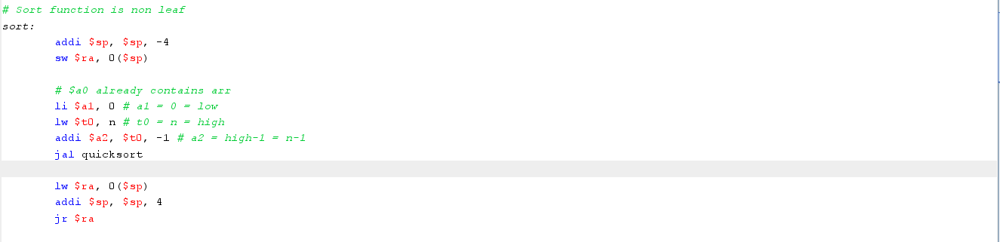 # Sort function is non leaf
sort:
addi $sp, $sp, -4
sw $ra, 0($sp)
# $a0 already contains arr
li $a1, 0 # a1 = 0 = low
lw $t0, n # t0 = n = high
addi $a2, $t0, -1 # a2 = high-1 = n-1
jal quicksort
lw $ra, 0($sp)
addi $sp, $sp, 4
jr $ra